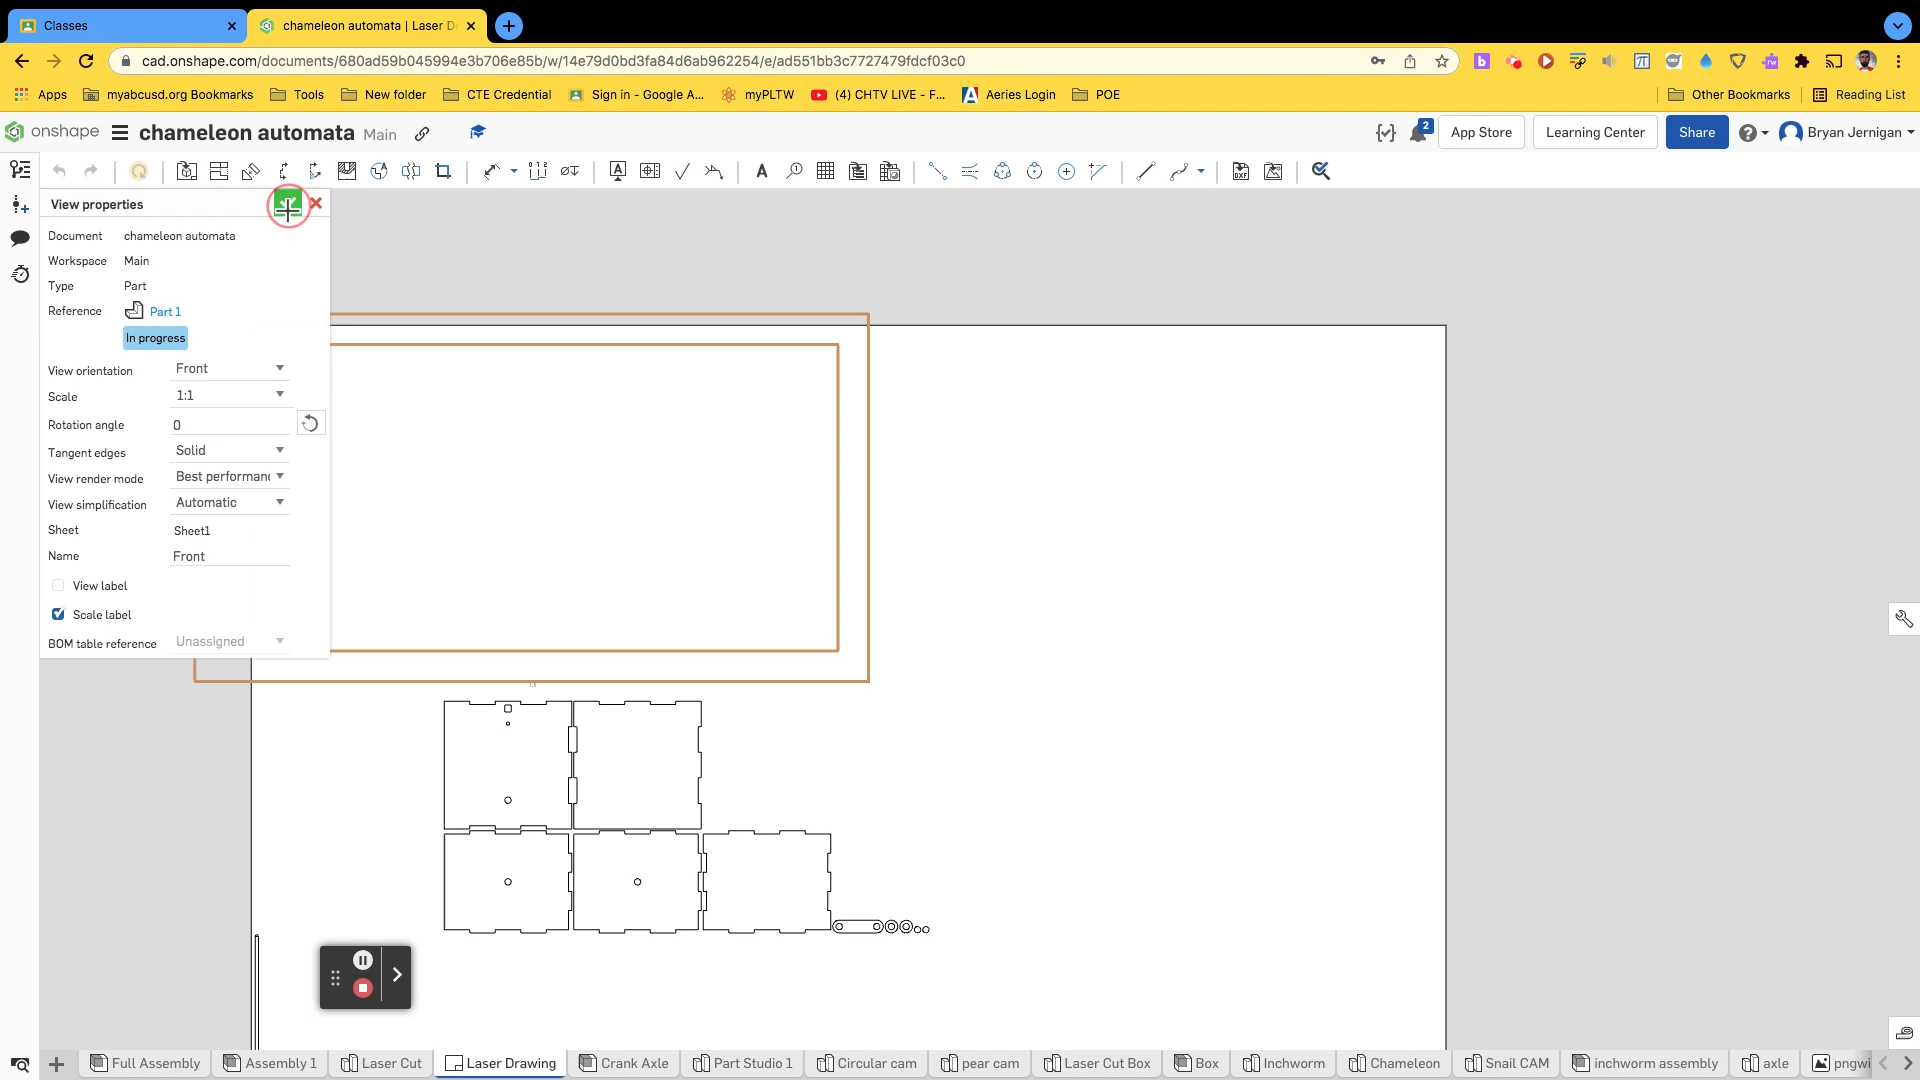 Classes
chameleon automata | Laser D
cad.onshape.com/documents/680ad59b045994e3b706e85b/w/14e79d0bd3fa84d6ab962254/e/ad551bb3c7727479fdcf03c0
Apps
myabcusd.org Bookmarks
Tools
New folder
CTE Credential
Sign in - Google A...
myPLTW
(4) CHTV LIVE - F...
Aeries Login
POE
Other Bookmarks
Reading List
onshape
chameleon automata
Main
2
App Store
Learning Center
Share
Bryan Jernigan
View properties
Document chameleon automata
Workspace Main
Type Part
Reference Part 1
In progress
View orientation Front
Scale 1:1
Rotation angle 0
Tangent edges Solid
View render mode Best performanc
View simplification Automatic
Sheet Sheet1
Name Front
View label
Scale label
BOM table reference Unassigned
1:1
Full Assembly
Assembly 1
Laser Cut
Laser Drawing
Crank Axle
Part Studio 1
Circular cam
pear cam
Laser Cut Box
Box
Inchworm
Chameleon
Snail CAM
inchworm assembly
axle
pngwi